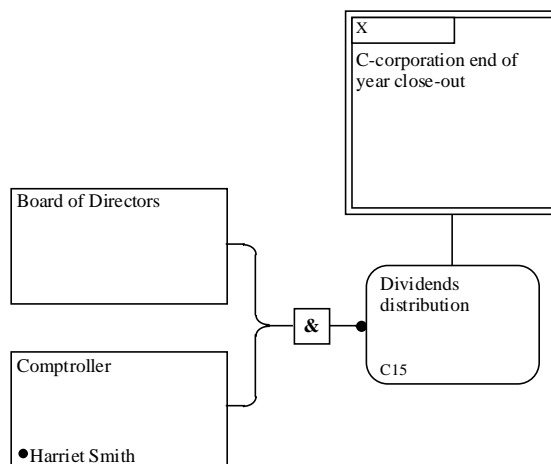 X
C-corporation end of
year close-out
Board of Directors
Dividends
distribution
&
C15
Comptroller
Harriet Smith